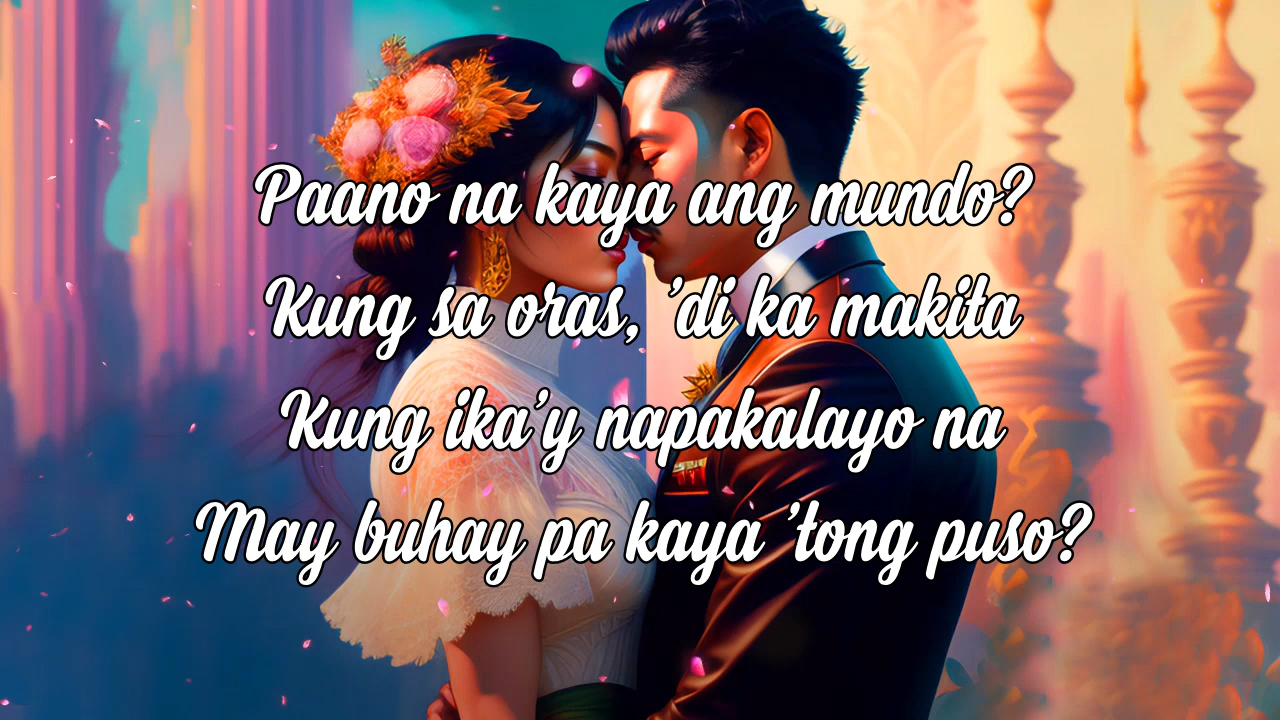 Paano na kaya ang mundo?
Kung sa oras, 'di ka makita
Kung ika'y napakalayo na
May buhay pa kaya 'tong puso?